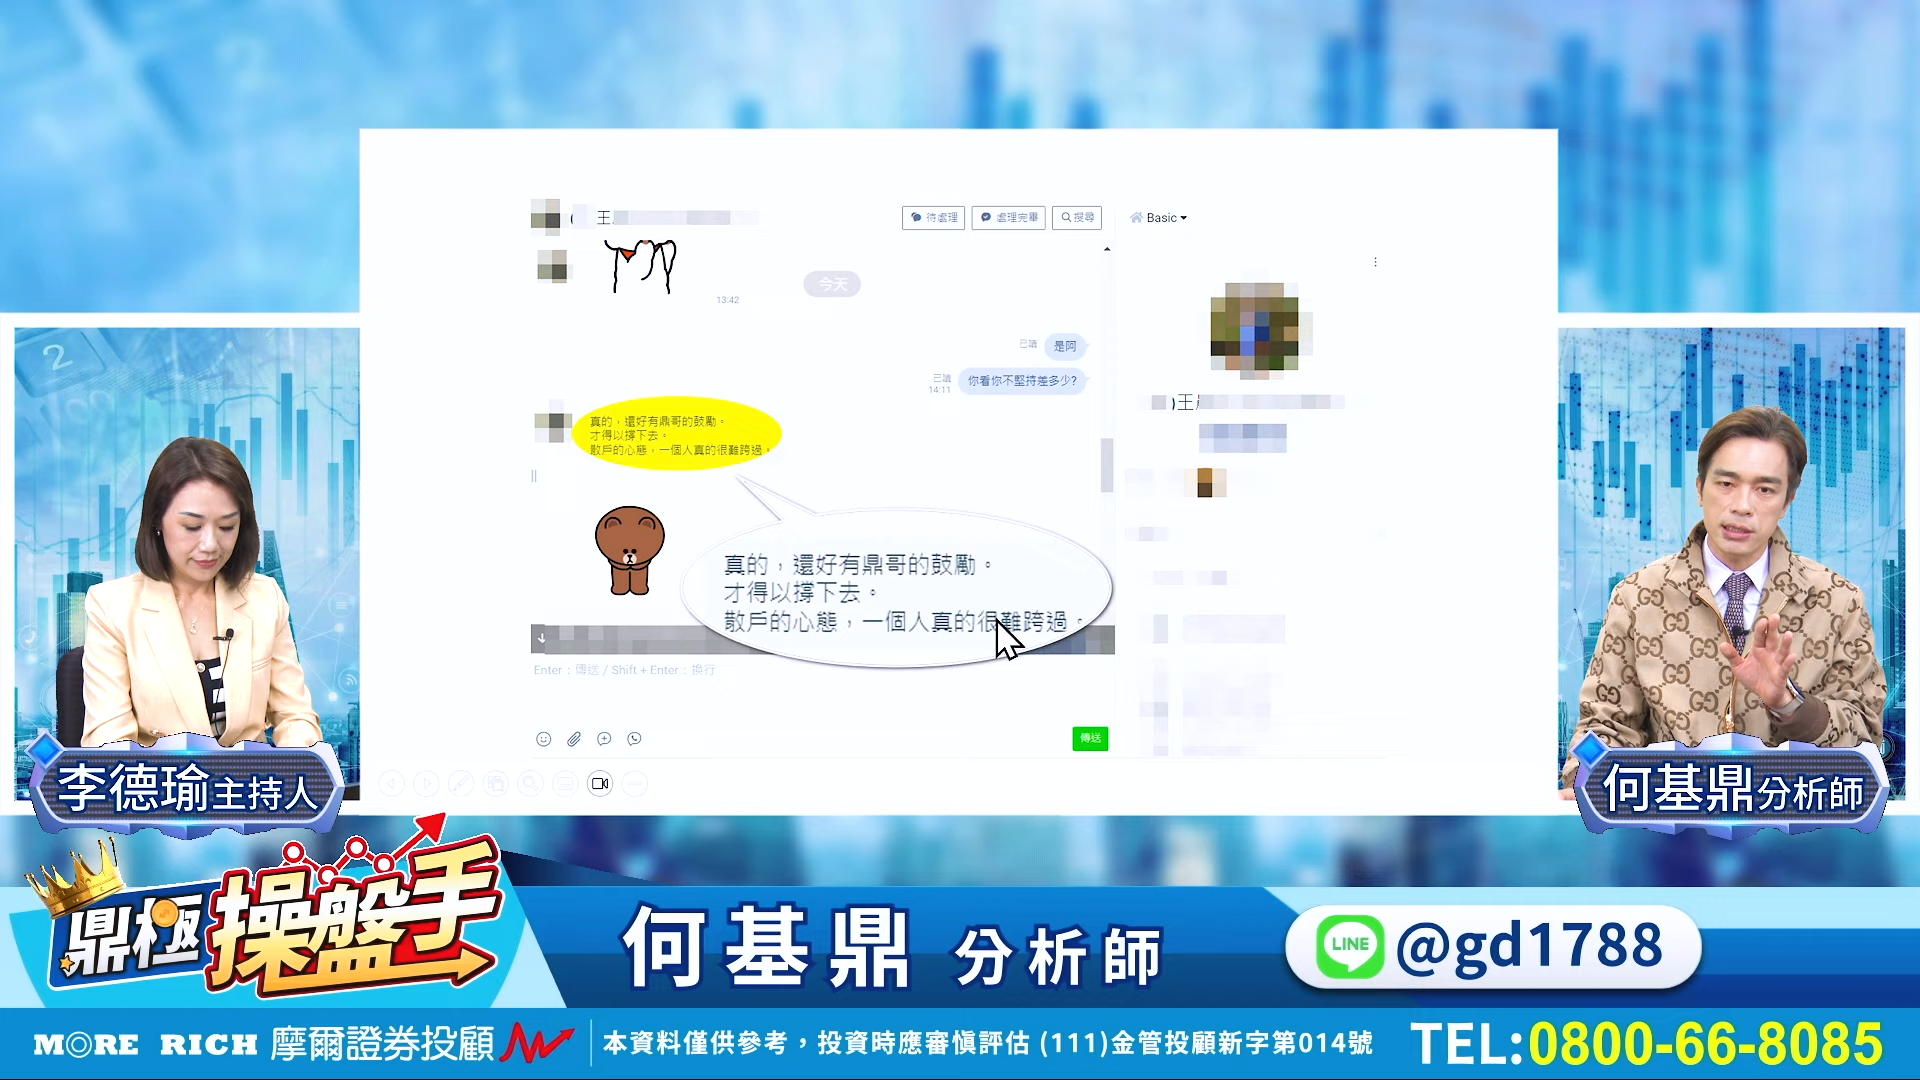 王
待處理
處理完畢
搜尋
Basic
13:42
今天
已讀
是阿
已讀
14:11
你看你不堅持差多少?
王
真的,還好有鼎哥的鼓勵。
才得以撐下去。
散戶的心態,一個人真的很難跨過。
真的,還好有鼎哥的鼓勵。
才得以撐下去。
散戶的心態,一個人真的很難跨過。
Enter:傳送 / Shift + Enter:換行
傳送
李德瑜主持人
何基鼎分析師
鼎極操盤手
何基鼎 分析師
LINE
@gd1788
MORE RICH 摩爾證券投顧
本資料僅供參考,投資時應審慎評估 (111)金管投顧新字第014號
TEL:0800-66-8085